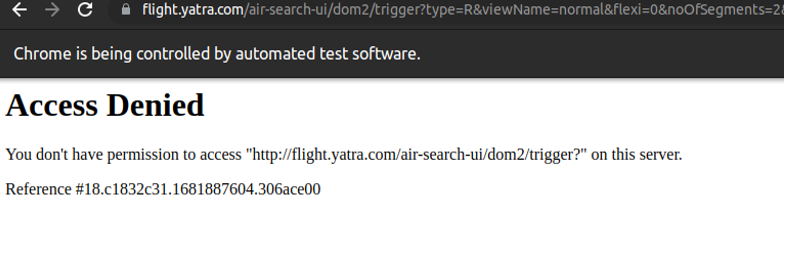 flight.yatra.com/air-search-ui/dom2/trigger?type=R&viewName=normal&flexi=0&noOfSegments=2&
Chrome is being controlled by automated test software.
Access Denied
You don't have permission to access "http://flight.yatra.com/air-search-ui/dom2/trigger?" on this server.
Reference #18.c1832c31.1681887604.306ace00